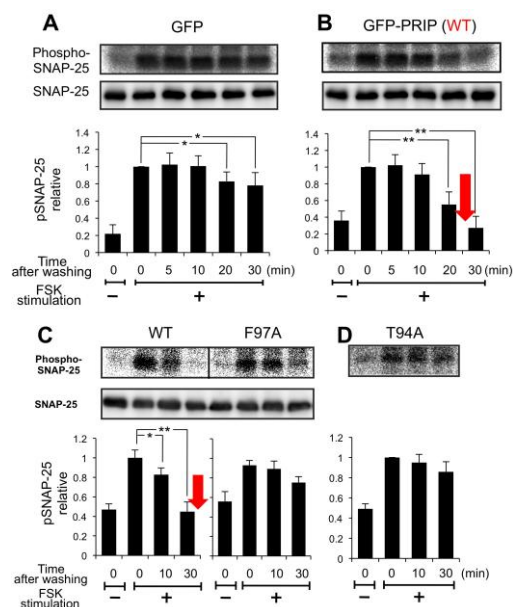 A
GFP
Phospho-
SNAP-25
SNAP-25
pSNAP-25
relative
1.4
1.2
1
0.8
0.6
0.4
0.2
0
*
*
Time
after washing
0 0 5 10 20 30 (min)
FSK
stimulation
− +
B
GFP-PRIP (WT)
1.4
1.2
1
0.8
0.6
0.4
0.2
0
**
**
0 0 5 10 20 30 (min)
− +
C
WT F97A
Phospho-
SNAP-25
SNAP-25
pSNAP-25
relative
1.2
1
0.8
0.6
0.4
0.2
0
*
**
Time
after washing
0 0 10 30 0 0 10 30
FSK
stimulation
− + − +
D
T94A
1.2
1
0.8
0.6
0.4
0.2
0
0 0 10 30
− +